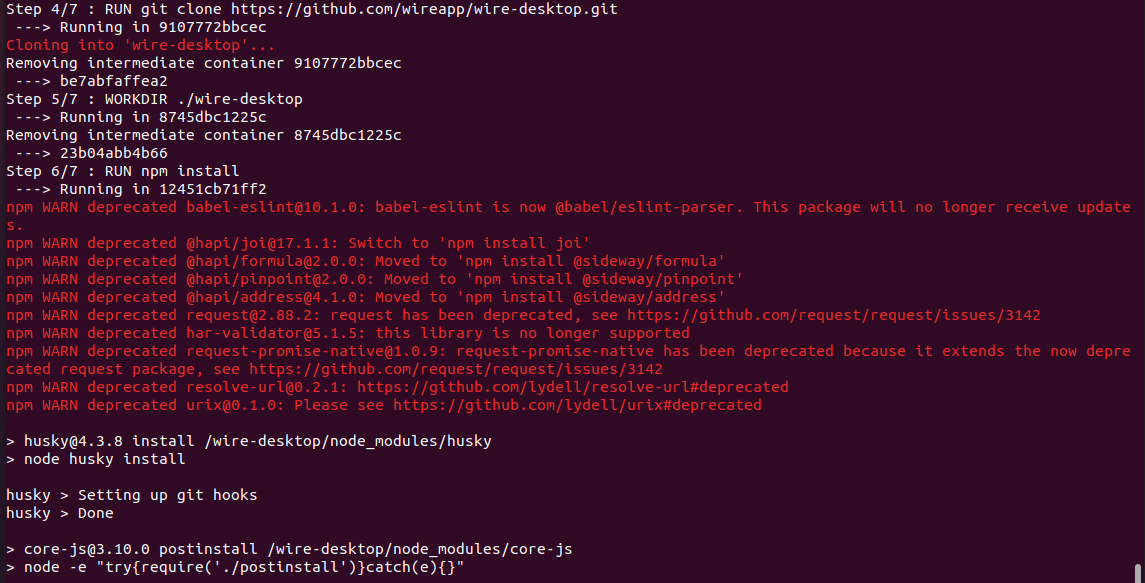 Step 4/7 : RUN git clone https://github.com/wireapp/wire-desktop.git
 ---> Running in 9107772bbcec
Cloning into 'wire-desktop'...
Removing intermediate container 9107772bbcec
 ---> be7abfaffea2
Step 5/7 : WORKDIR ./wire-desktop
 ---> Running in 8745dbc1225c
Removing intermediate container 8745dbc1225c
 ---> 23b04abb4b66
Step 6/7 : RUN npm install
 ---> Running in 12451cb71ff2
npm WARN deprecated babel-eslint@10.1.0: babel-eslint is now @babel/eslint-parser. This package will no longer receive update
s.
npm WARN deprecated @hapi/joi@17.1.1: Switch to 'npm install joi'
npm WARN deprecated @hapi/formula@2.0.0: Moved to 'npm install @sideway/formula'
npm WARN deprecated @hapi/pinpoint@2.0.0: Moved to 'npm install @sideway/pinpoint'
npm WARN deprecated @hapi/address@4.1.0: Moved to 'npm install @sideway/address'
npm WARN deprecated request@2.88.2: request has been deprecated, see https://github.com/request/request/issues/3142
npm WARN deprecated har-validator@5.1.5: this library is no longer supported
npm WARN deprecated request-promise-native@1.0.9: request-promise-native has been deprecated because it extends the now depre
cated request package, see https://github.com/request/request/issues/3142
npm WARN deprecated resolve-url@0.2.1: https://github.com/lydell/resolve-url#deprecated
npm WARN deprecated urix@0.1.0: Please see https://github.com/lydell/urix#deprecated
> husky@4.3.8 install /wire-desktop/node_modules/husky
> node husky install
husky > Setting up git hooks
husky > Done
> core-js@3.10.0 postinstall /wire-desktop/node_modules/core-js
> node -e "try{require('./postinstall')}catch(e){}"